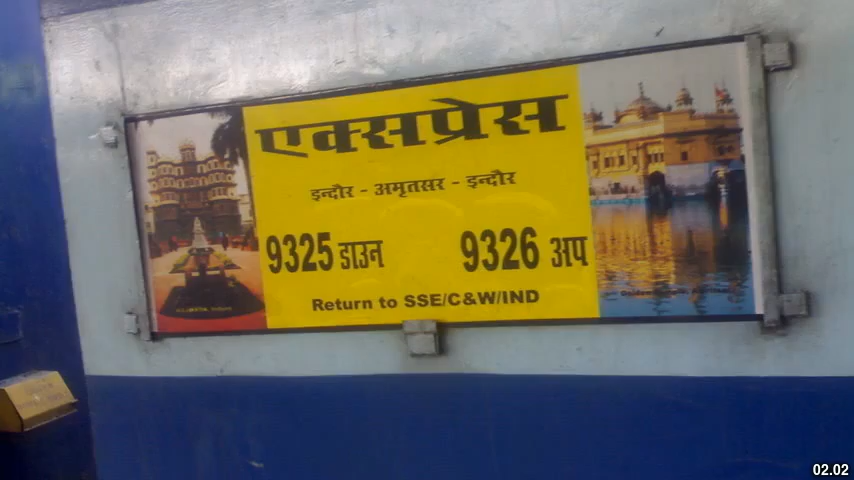 एक्सप्रेस
इन्दौर - अमृतसर - इन्दौर
9325 डाउन 9326 अप
Return to SSE/C&W/IND
02.02